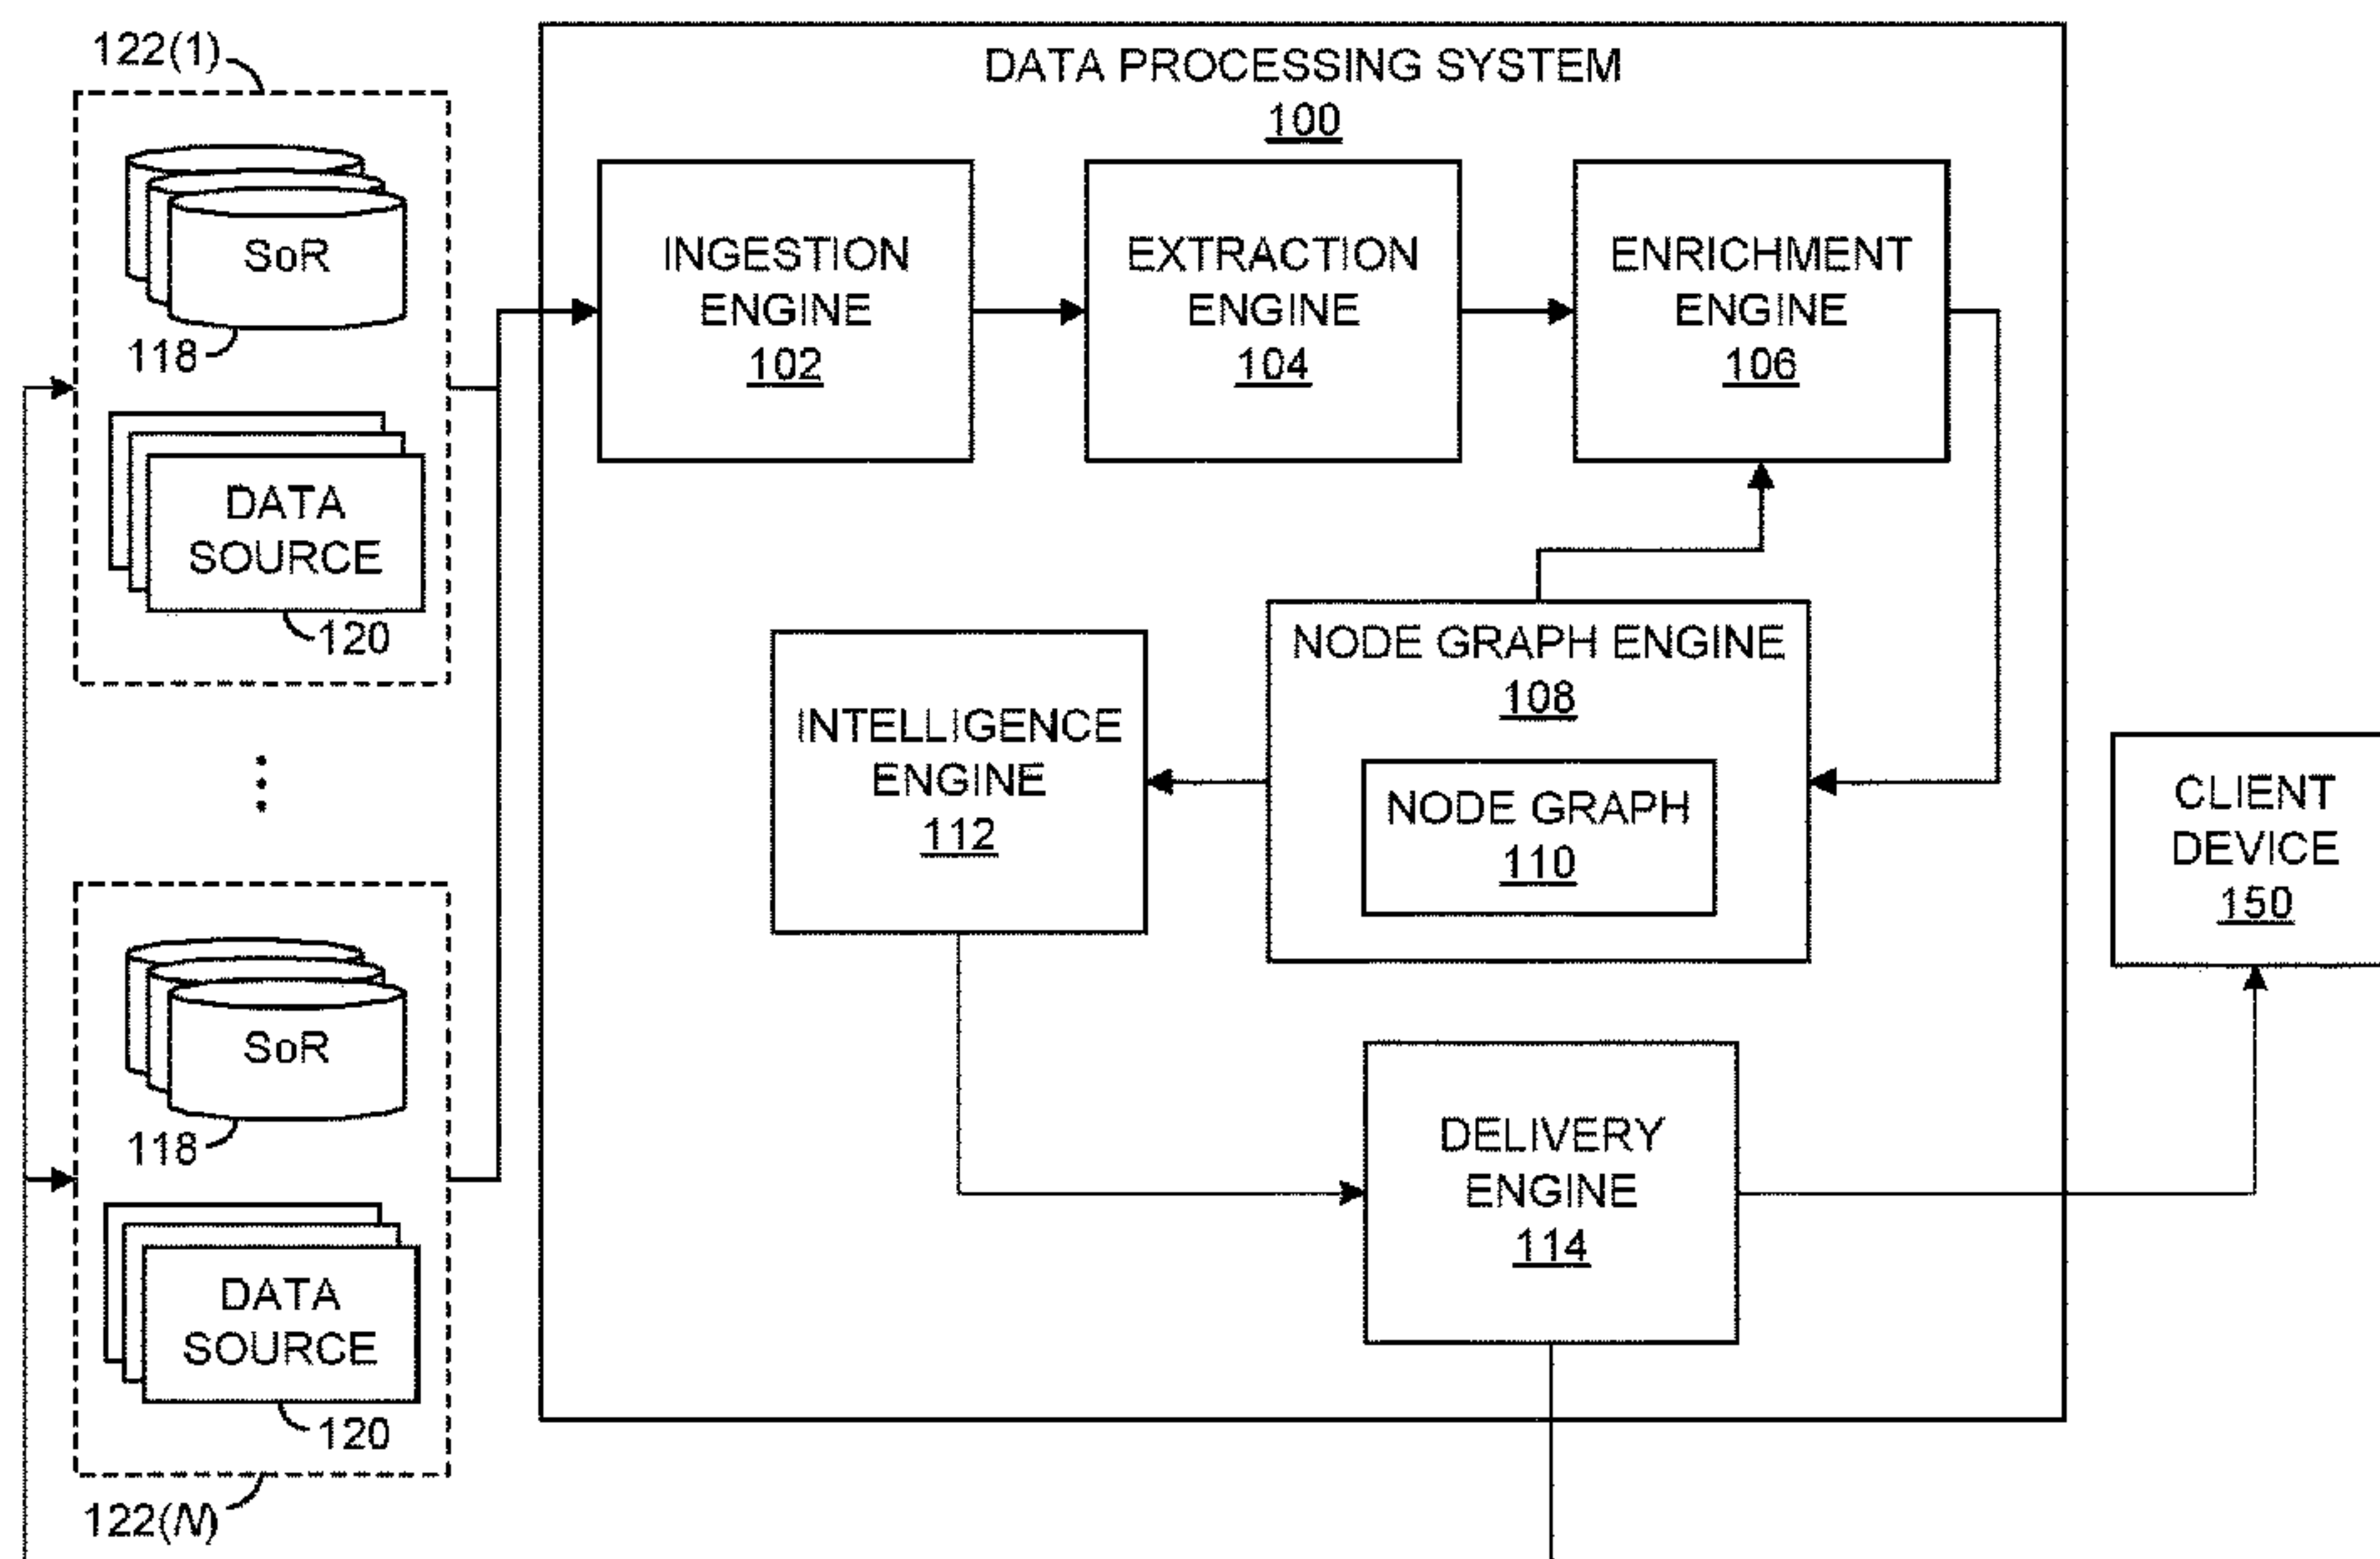 122(1)
SoR
118
DATA
SOURCE
120
SoR
118
DATA
SOURCE
120
122(N)
DATA PROCESSING SYSTEM
100
INGESTION
ENGINE
102
EXTRACTION
ENGINE
104
ENRICHMENT
ENGINE
106
NODE GRAPH ENGINE
108
NODE GRAPH
110
INTELLIGENCE
ENGINE
112
DELIVERY
ENGINE
114
CLIENT
DEVICE
150